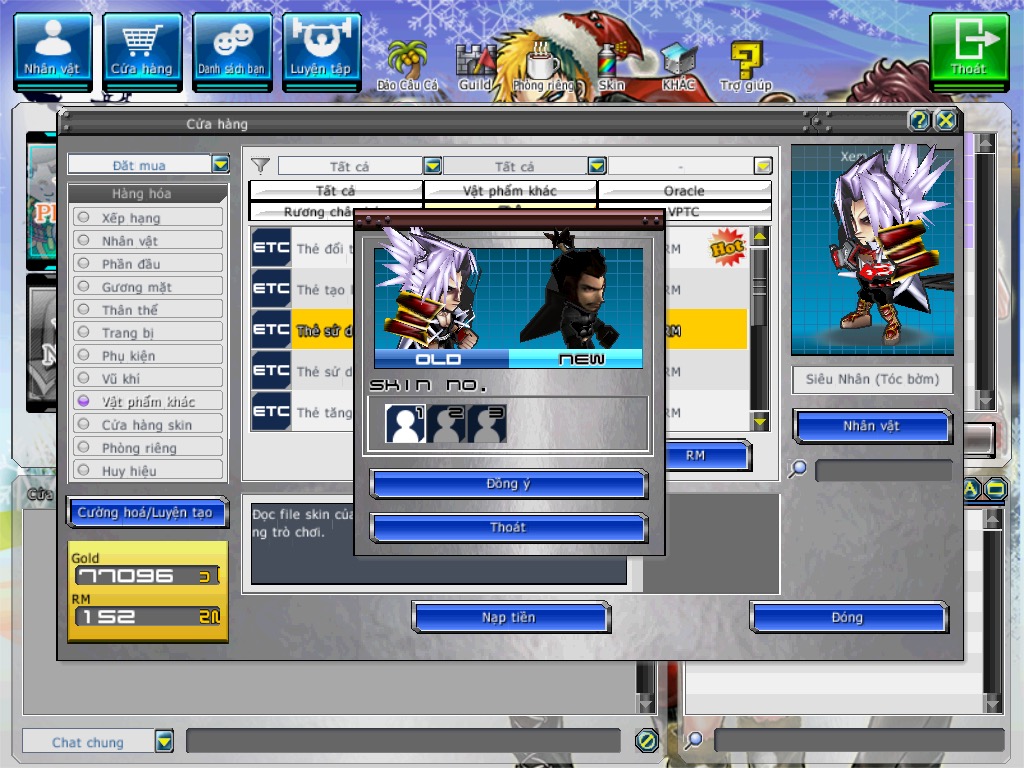 Nhân vật
Cửa hàng
Danh sách bạn
Luyện tập
Đảo Câu Cá
Guild
Phòng riêng
Skin
KHÁC
Trợ giúp
Thoát
Cửa hàng
Đặt mua
Tất cả
Tất cả
-
Xem
Hàng hóa
Tất cả
Vật phẩm khác
Oracle
Rương
VPTC
Xếp hạng
Nhân vật
Phần đầu
Gương mặt
Thân thể
Trang bị
Phụ kiện
Vũ khí
Vật phẩm khác
Cửa hàng skin
Phòng riêng
Huy hiệu
ETC Thẻ đổi RM Hot
ETC Thẻ tạo RM
ETC Thẻ sử RM
ETC Thẻ sử RM
ETC Thẻ tăng RM
OLD NEW
SKIN NO.
1 2 3
Đồng ý
Thoát
Siêu Nhân (Tóc bờm)
Nhân vật
RM
Cửa
Cường hoá/Luyện tạo
Đọc file skin của
ng trò chơi.
Gold
77096
RM
152
Nạp tiền
Đóng
A
Chat chung